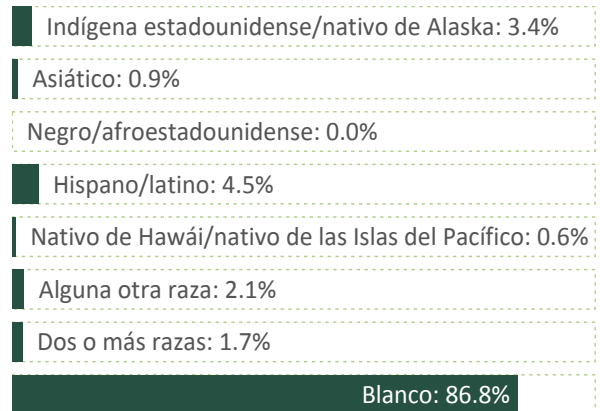 Indígena estadounidense/nativo de Alaska: 3.4%
Asiático: 0.9%
Negro/afroestadounidense: 0.0%
Hispano/latino: 4.5%
Nativo de Hawái/nativo de las Islas del Pacífico: 0.6%
Alguna otra raza: 2.1%
Dos o más razas: 1.7%
Blanco: 86.8%